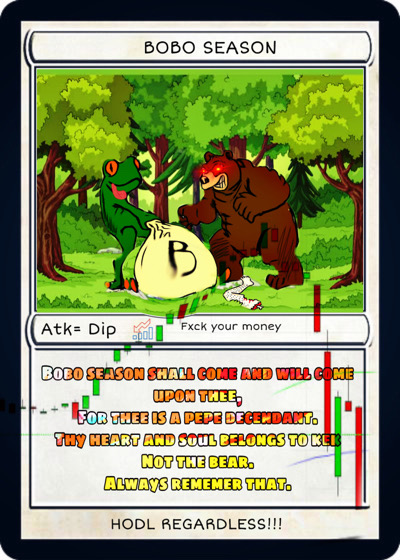 BOBO SEASON
B
Atk= Dip
Fxck your money
Bobo season shall come and will come
upon thee,
For thee is a pepe decendant.
Thy heart and soul belongs to kek
Not the bear.
Always rememer that.
HODL REGARDLESS!!!